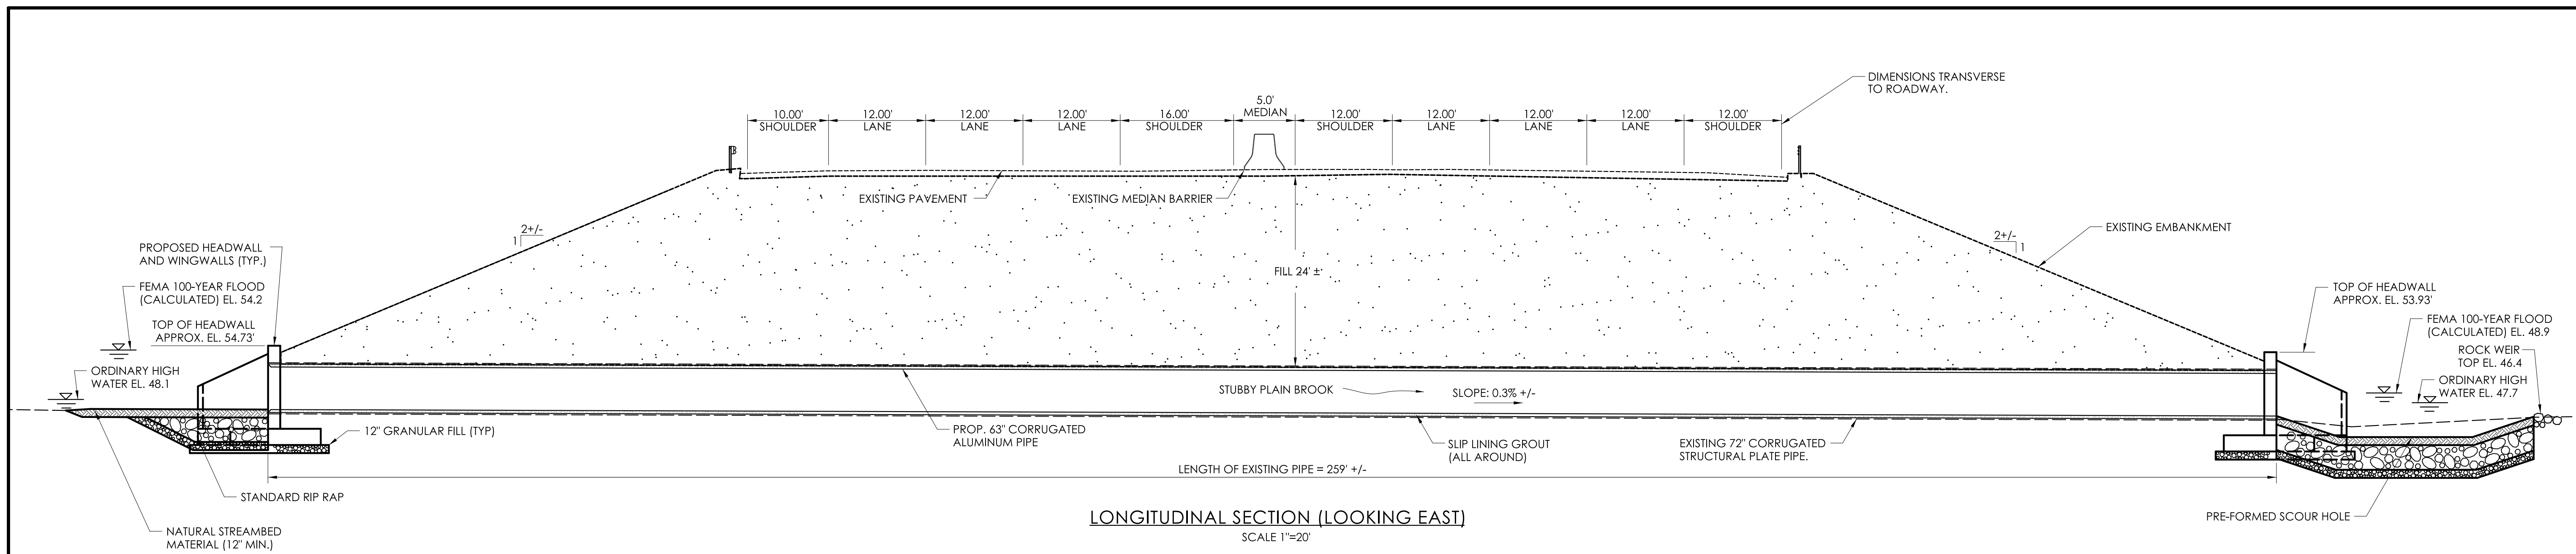 DIMENSIONS TRANSVERSE
TO ROADWAY.
10.00'
SHOULDER
12.00'
LANE
12.00'
LANE
12.00'
LANE
16.00'
SHOULDER
5.0'
MEDIAN
12.00'
SHOULDER
12.00'
LANE
12.00'
LANE
12.00'
LANE
12.00'
SHOULDER
EXISTING PAVEMENT
EXISTING MEDIAN BARRIER
2+/-
1
2+/-
1
EXISTING EMBANKMENT
FILL 24' ±
PROPOSED HEADWALL
AND WINGWALLS (TYP.)
FEMA 100-YEAR FLOOD
(CALCULATED) EL. 54.2
TOP OF HEADWALL
APPROX. EL. 54.73'
ORDINARY HIGH
WATER EL. 48.1
TOP OF HEADWALL
APPROX. EL. 53.93'
FEMA 100-YEAR FLOOD
(CALCULATED) EL. 48.9
ROCK WEIR
TOP EL. 46.4
ORDINARY HIGH
WATER EL. 47.7
STUBBY PLAIN BROOK
SLOPE: 0.3% +/-
12" GRANULAR FILL (TYP)
PROP. 63" CORRUGATED
ALUMINUM PIPE
SLIP LINING GROUT
(ALL AROUND)
EXISTING 72" CORRUGATED
STRUCTURAL PLATE PIPE.
LENGTH OF EXISTING PIPE = 259' +/-
STANDARD RIP RAP
NATURAL STREAMBED
MATERIAL (12" MIN.)
PRE-FORMED SCOUR HOLE
LONGITUDINAL SECTION (LOOKING EAST)
SCALE 1"=20'